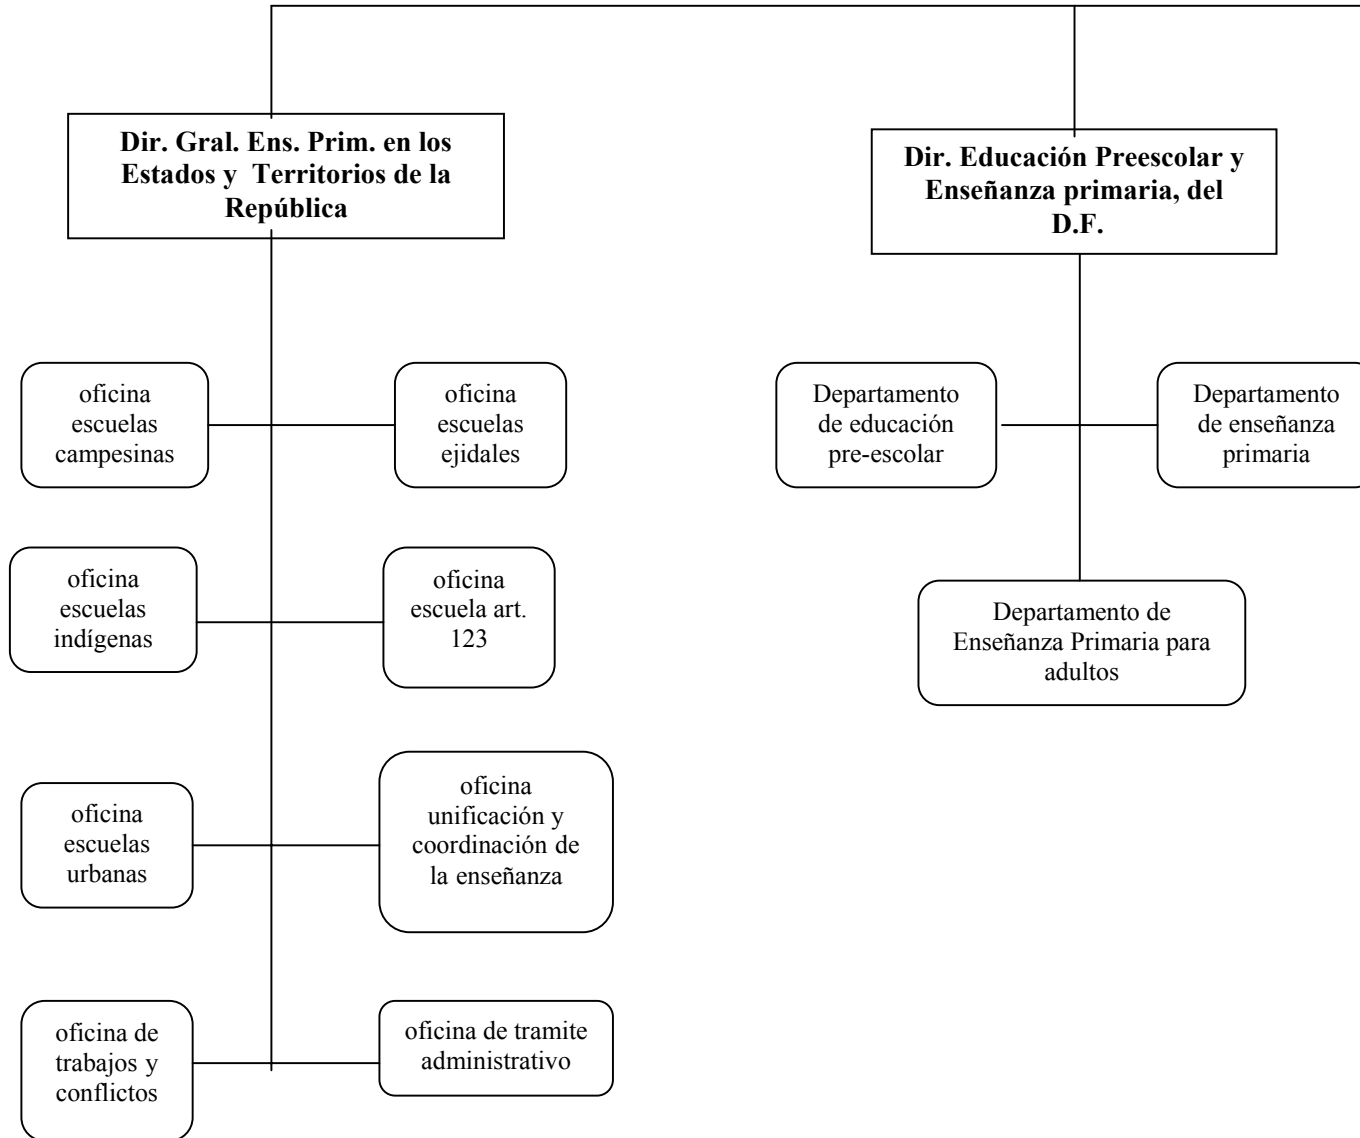 Dir. Gral. Ens. Prim. en los
Estados y  Territorios de la
República
Dir. Educación Preescolar y
Enseñanza primaria, del
D.F.
oficina
escuelas
campesinas
oficina
escuelas
ejidales
Departamento
de educación
pre-escolar
Departamento
de enseñanza
primaria
oficina
escuelas
indígenas
oficina
escuela art.
123
Departamento de
Enseñanza Primaria para
adultos
oficina
escuelas
urbanas
oficina
unificación y
coordinación de
la enseñanza
oficina de
trabajos y
conflictos
oficina de tramite
administrativo